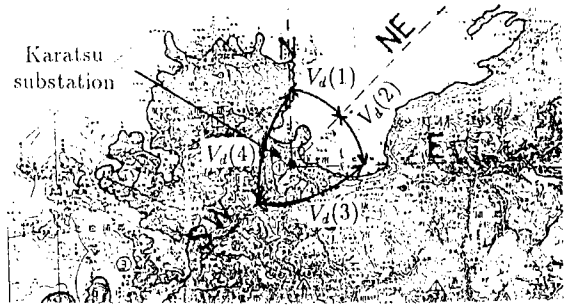 Karatsu
substation
N
NE
V_d(1)
V_d(2)
V_d(4)
E
V_d(3)